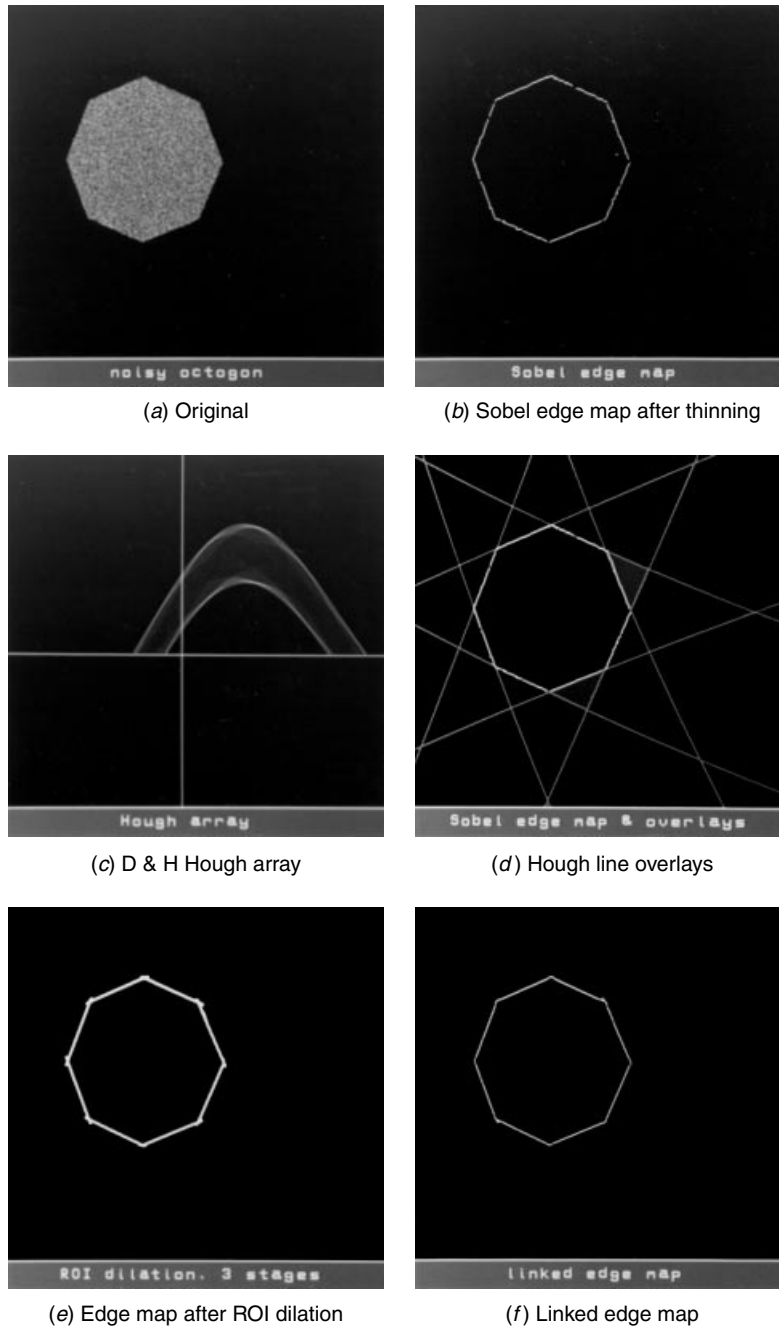 noisy octogon
Sobel edge map
(a) Original
(b) Sobel edge map after thinning
Hough array
Sobel edge map & overlays
(c) D & H Hough array
(d) Hough line overlays
ROI dilation. 3 stages
linked edge map
(e) Edge map after ROI dilation
(f) Linked edge map